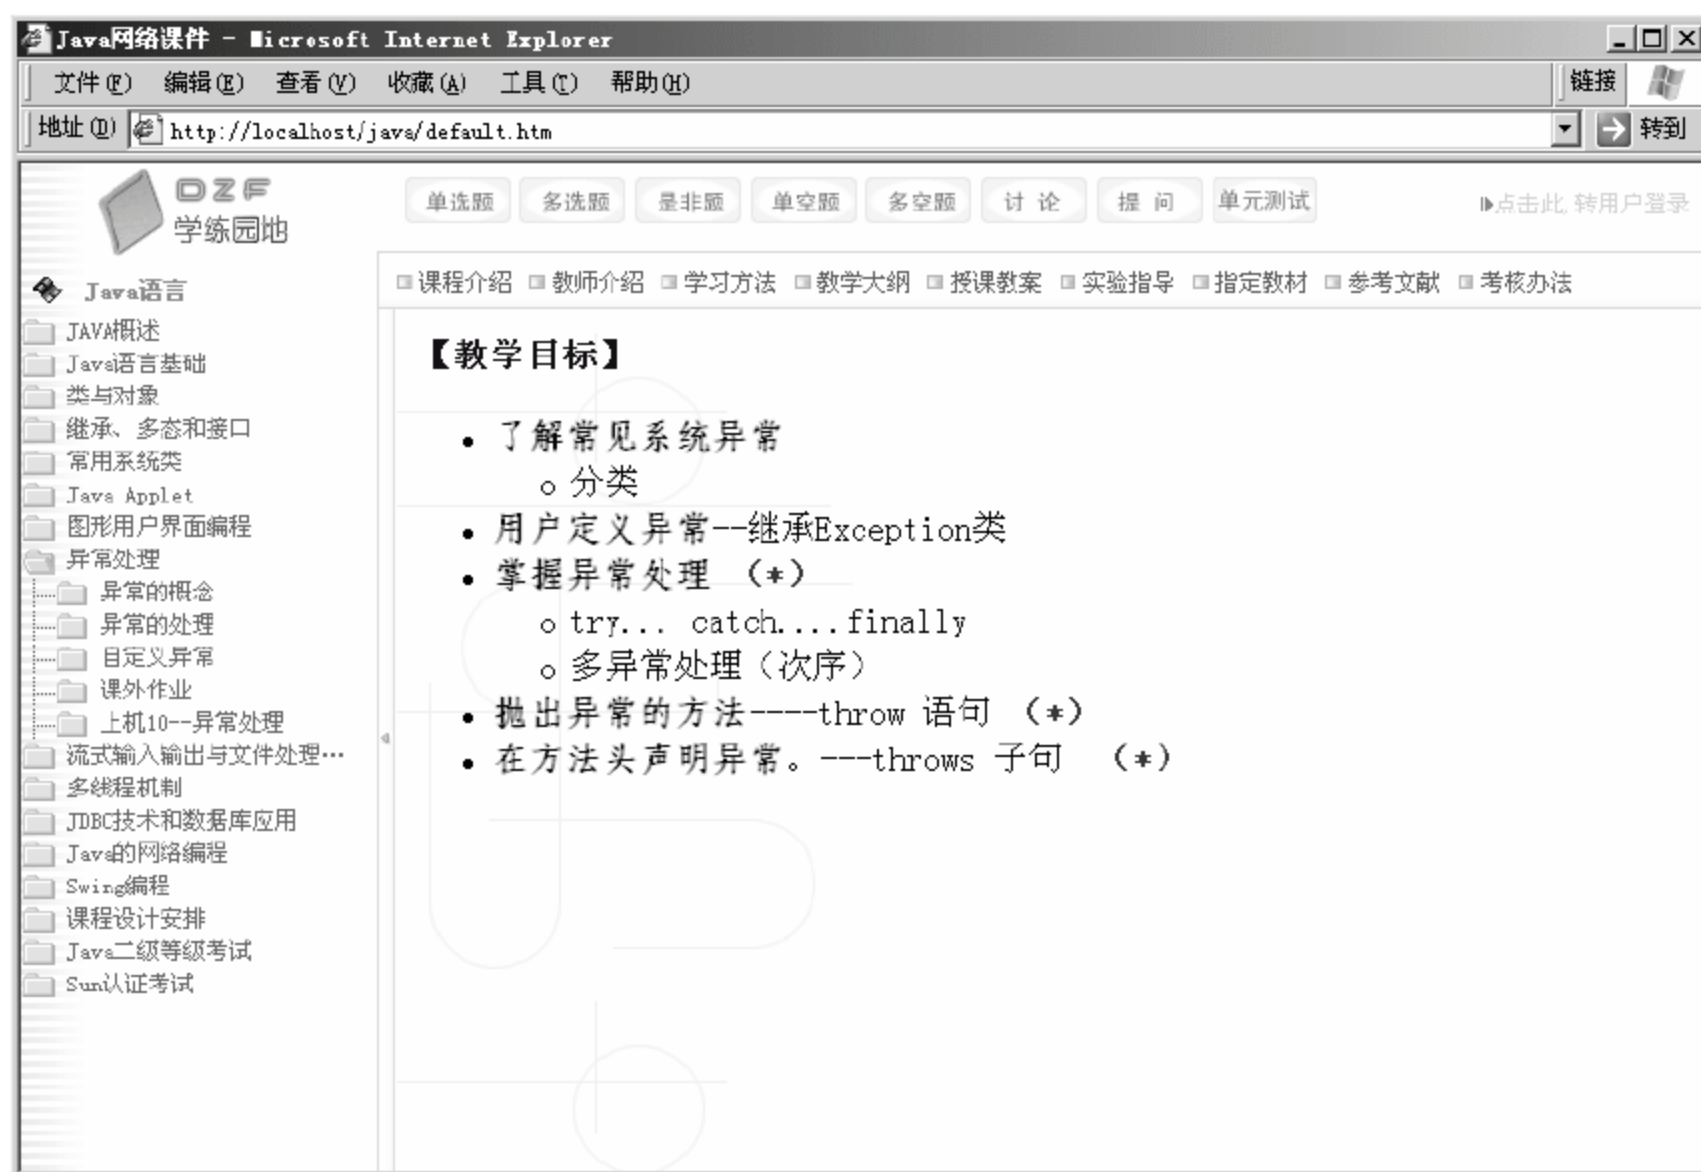 Java网络课件 - Microsoft Internet Explorer
文件(F) 编辑(E) 查看(V) 收藏(A) 工具(T) 帮助(H) 链接
地址(D) http://localhost/java/default.htm 转到
DZF
学练园地
单选题 多选题 是非题 单空题 多空题 讨论 提问 单元测试 点击此,转用户登录
课程介绍 教师介绍 学习方法 教学大纲 授课教案 实验指导 指定教材 参考文献 考核办法
Java语言
JAVA概述
Java语言基础
类与对象
继承、多态和接口
常用系统类
Java Applet
图形用户界面编程
异常处理
异常的概念
异常的处理
自定义异常
课外作业
上机10--异常处理
流式输入输出与文件处理…
多线程机制
JDBC技术和数据库应用
Java的网络编程
Swing编程
课程设计安排
Java二级等级考试
Sun认证考试
【教学目标】
• 了解常见系统异常
o 分类
• 用户定义异常--继承Exception类
• 掌握异常处理 (*)
o try... catch....finally
o 多异常处理(次序)
• 抛出异常的方法----throw 语句 (*)
• 在方法头声明异常。---throws 子句 (*)